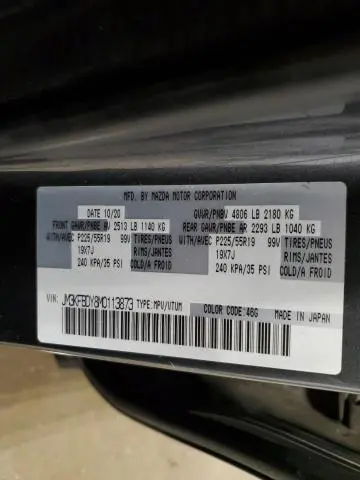 MFD. BY MAZDA MOTOR CORPORATION
DATE 10/20 GVWR/PNBV 4806 LB 2180 KG
FRONT GAWR/PNBE AV 2513 LB 1140 KG REAR GAWR/PNBE AR 2293 LB 1040 KG
WITH/AVEC P225/55R19 99V TIRES/PNEUS WITH/AVEC P225/55R19 99V TIRES/PNEUS
19X7J RIMS/JANTES 19X7J RIMS/JANTES
240 KPA/35 PSI COLD/A FROID 240 KPA/35 PSI COLD/A FROID
VIN: JM3KFBDY8M0113873 TYPE:MPV/VTUM COLOR CODE:46G MADE IN JAPAN